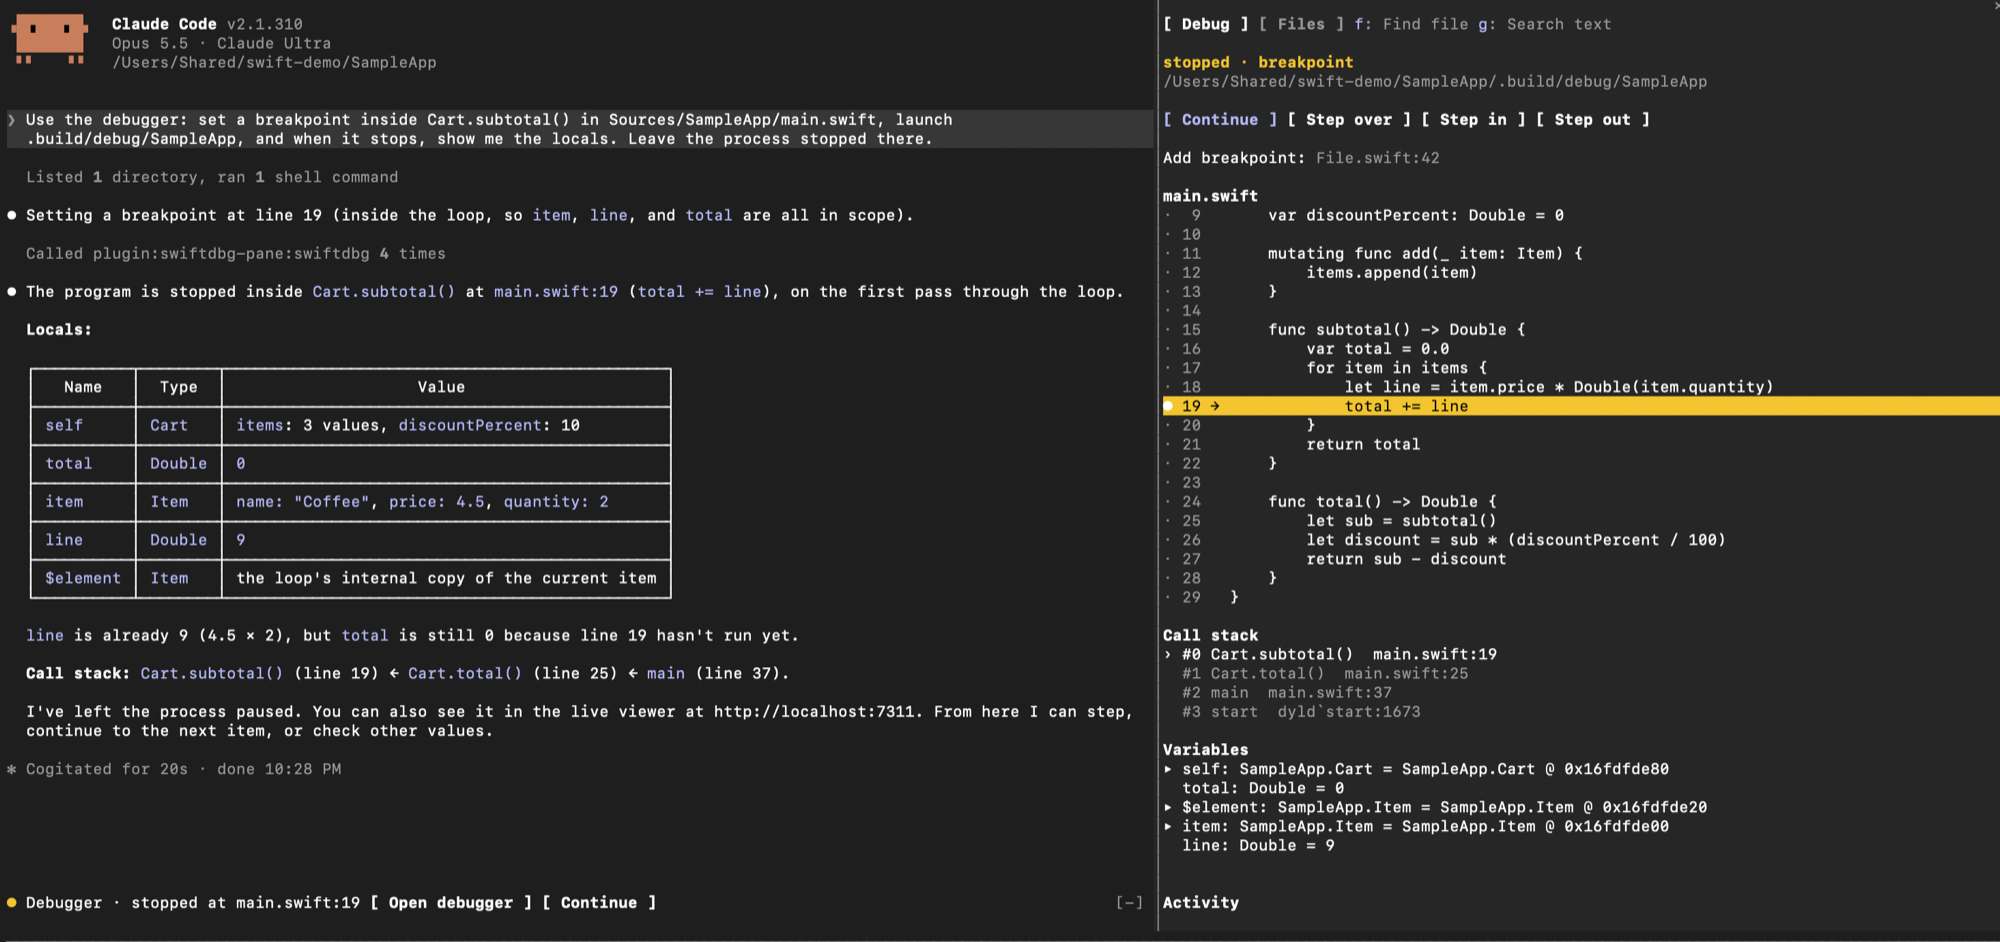 Claude Code v2.1.310
Opus 5.5 · Claude Ultra
/Users/Shared/swift-demo/SampleApp
❯ Use the debugger: set a breakpoint inside Cart.subtotal() in Sources/SampleApp/main.swift, launch
.build/debug/SampleApp, and when it stops, show me the locals. Leave the process stopped there.
Listed 1 directory, ran 1 shell command
● Setting a breakpoint at line 19 (inside the loop, so item, line, and total are all in scope).
Called plugin:swiftdbg-pane:swiftdbg 4 times
● The program is stopped inside Cart.subtotal() at main.swift:19 (total += line), on the first pass through the loop.
Locals:
Name Type Value
self Cart items: 3 values, discountPercent: 10
total Double 0
item Item name: "Coffee", price: 4.5, quantity: 2
line Double 9
$element Item the loop's internal copy of the current item
line is already 9 (4.5 × 2), but total is still 0 because line 19 hasn't run yet.
Call stack: Cart.subtotal() (line 19) ← Cart.total() (line 25) ← main (line 37).
I've left the process paused. You can also see it in the live viewer at http://localhost:7311. From here I can step,
continue to the next item, or check other values.
✻ Cogitated for 20s · done 10:28 PM
● Debugger · stopped at main.swift:19 [ Open debugger ] [ Continue ] [-]
[ Debug ] [ Files ] f: Find file g: Search text
stopped · breakpoint
/Users/Shared/swift-demo/SampleApp/.build/debug/SampleApp
[ Continue ] [ Step over ] [ Step in ] [ Step out ]
Add breakpoint: File.swift:42
main.swift
· 9 var discountPercent: Double = 0
· 10
· 11 mutating func add(_ item: Item) {
· 12 items.append(item)
· 13 }
· 14
· 15 func subtotal() -> Double {
· 16 var total = 0.0
· 17 for item in items {
· 18 let line = item.price * Double(item.quantity)
● 19 → total += line
· 20 }
· 21 return total
· 22 }
· 23
· 24 func total() -> Double {
· 25 let sub = subtotal()
· 26 let discount = sub * (discountPercent / 100)
· 27 return sub - discount
· 28 }
· 29 }
Call stack
› #0 Cart.subtotal() main.swift:19
#1 Cart.total() main.swift:25
#2 main main.swift:37
#3 start dyld`start:1673
Variables
▸ self: SampleApp.Cart = SampleApp.Cart @ 0x16fdfde80
total: Double = 0
▸ $element: SampleApp.Item = SampleApp.Item @ 0x16fdfde20
▸ item: SampleApp.Item = SampleApp.Item @ 0x16fdfde00
line: Double = 9
Activity